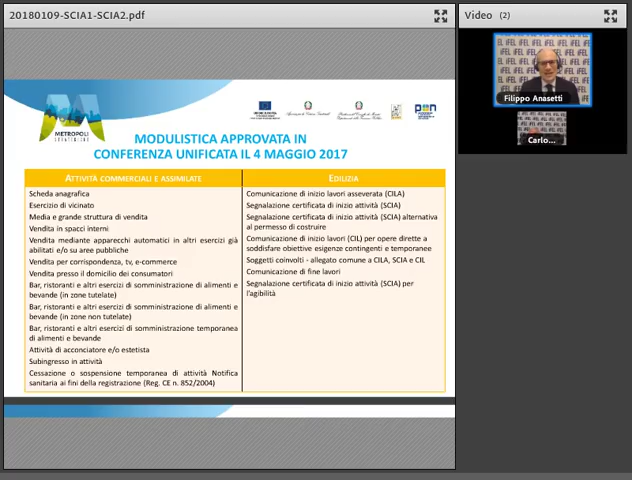 20180109-SCIA1-SCIA2.pdf
Video (2)
Filippo Anasetti
Carlo...
METROPOLI
MODULISTICA APPROVATA IN
CONFERENZA UNIFICATA IL 4 MAGGIO 2017
ATTIVITÀ COMMERCIALI E ASSIMILATE
Scheda anagrafica
Esercizio di vicinato
Media e grande struttura di vendita
Vendita in spacci interni
Vendita mediante apparecchi automatici in altri esercizi già
abilitati e/o su aree pubbliche
Vendita per corrispondenza, tv, e-commerce
Vendita presso il domicilio dei consumatori
Bar, ristoranti e altri esercizi di somministrazione di alimenti e
bevande (in zone tutelate)
Bar, ristoranti e altri esercizi di somministrazione di alimenti e
bevande (in zone non tutelate)
Bar, ristoranti e altri esercizi di somministrazione temporanea
di alimenti e bevande
Attività di acconciatore e/o estetista
Subingresso in attività
Cessazione o sospensione temporanea di attività Notifica
sanitaria ai fini della registrazione (Reg. CE n. 852/2004)
EDILIZIA
Comunicazione di inizio lavori asseverata (CILA)
Segnalazione certificata di inizio attività (SCIA)
Segnalazione certificata di inizio attività (SCIA) alternativa
al permesso di costruire
Comunicazione di inizio lavori (CIL) per opere dirette a
soddisfare obiettive esigenze contingenti e temporanee
Soggetti coinvolti - allegato comune a CILA, SCIA e CIL
Comunicazione di fine lavori
Segnalazione certificata di inizio attività (SCIA) per
l'agibilità